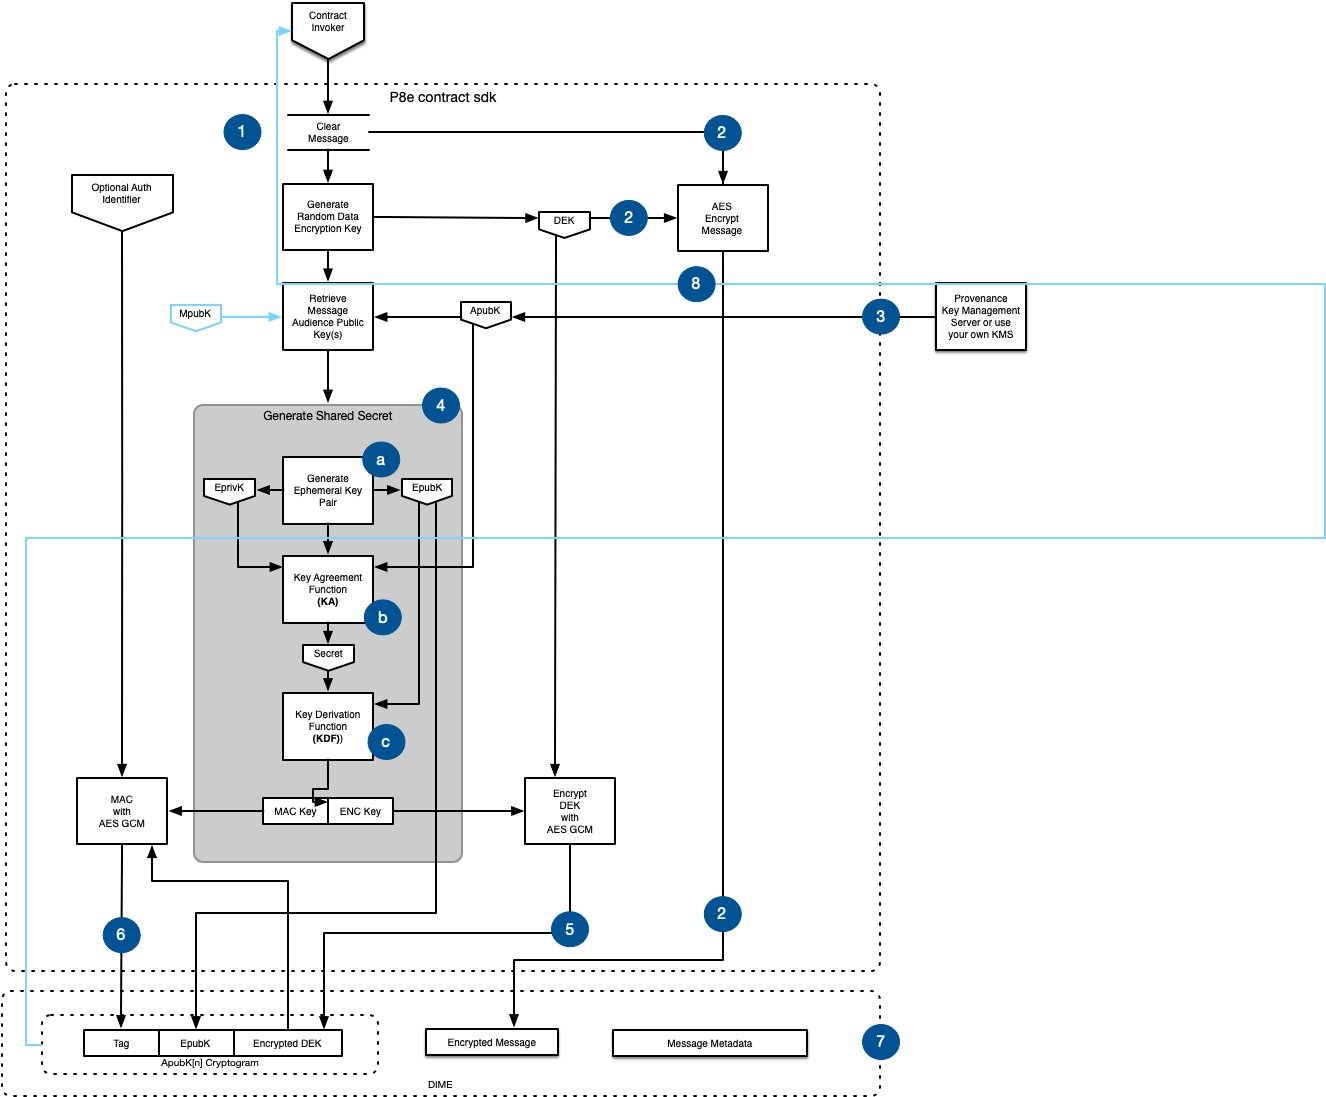 Contract
Invoker
P8e contract sdk
1
Clear
Message
2
Optional Auth
Identifier
Generate
Random Data
Encryption Key
DEK
2
AES
Encrypt
Message
8
MpubK
Retrieve
Message
Audience Public
Key(s)
ApubK
3
Provenance
Key Management
Server or use
your own KMS
4
Generate Shared Secret
a
EprivK
Generate
Ephemeral Key
Pair
EpubK
Key Agreement
Function
(KA)
b
Secret
Key Derivation
Function
(KDF))
c
MAC
with
AES GCM
MAC Key
ENC Key
Encrypt
DEK
with
AES GCM
6
5
2
Tag
EpubK
Encrypted DEK
ApubK[n] Cryptogram
Encrypted Message
Message Metadata
7
DIME